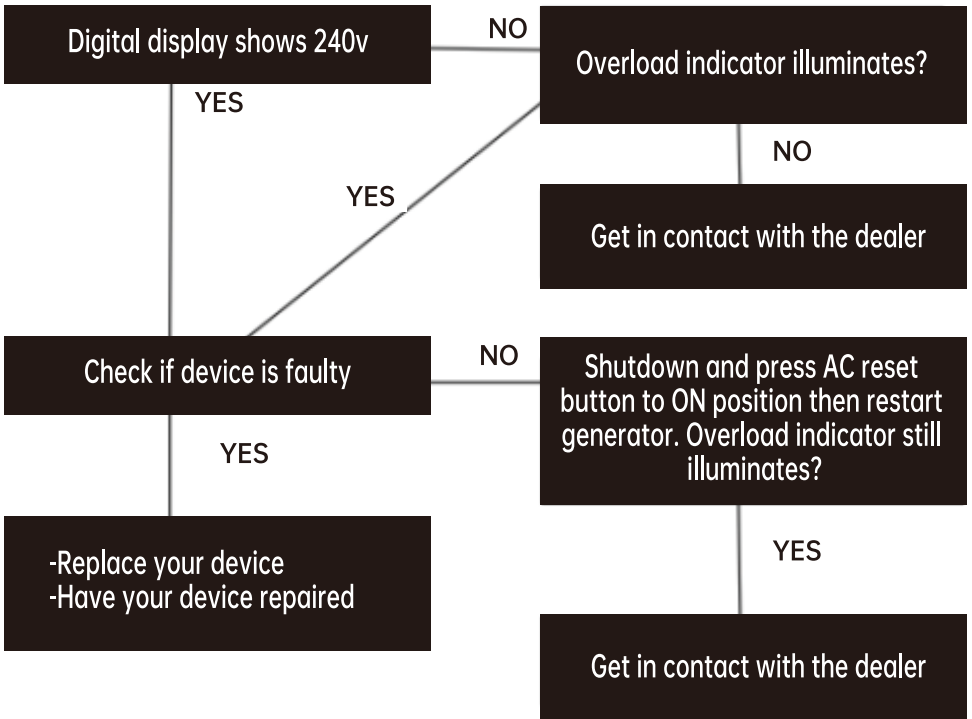 Digital display shows 240v
NO
Overload indicator illuminates?
YES
NO
YES
Get in contact with the dealer
Check if device is faulty
NO
Shutdown and press AC reset
button to ON position then restart
generator. Overload indicator still
illuminates?
YES
-Replace your device
-Have your device repaired
YES
Get in contact with the dealer